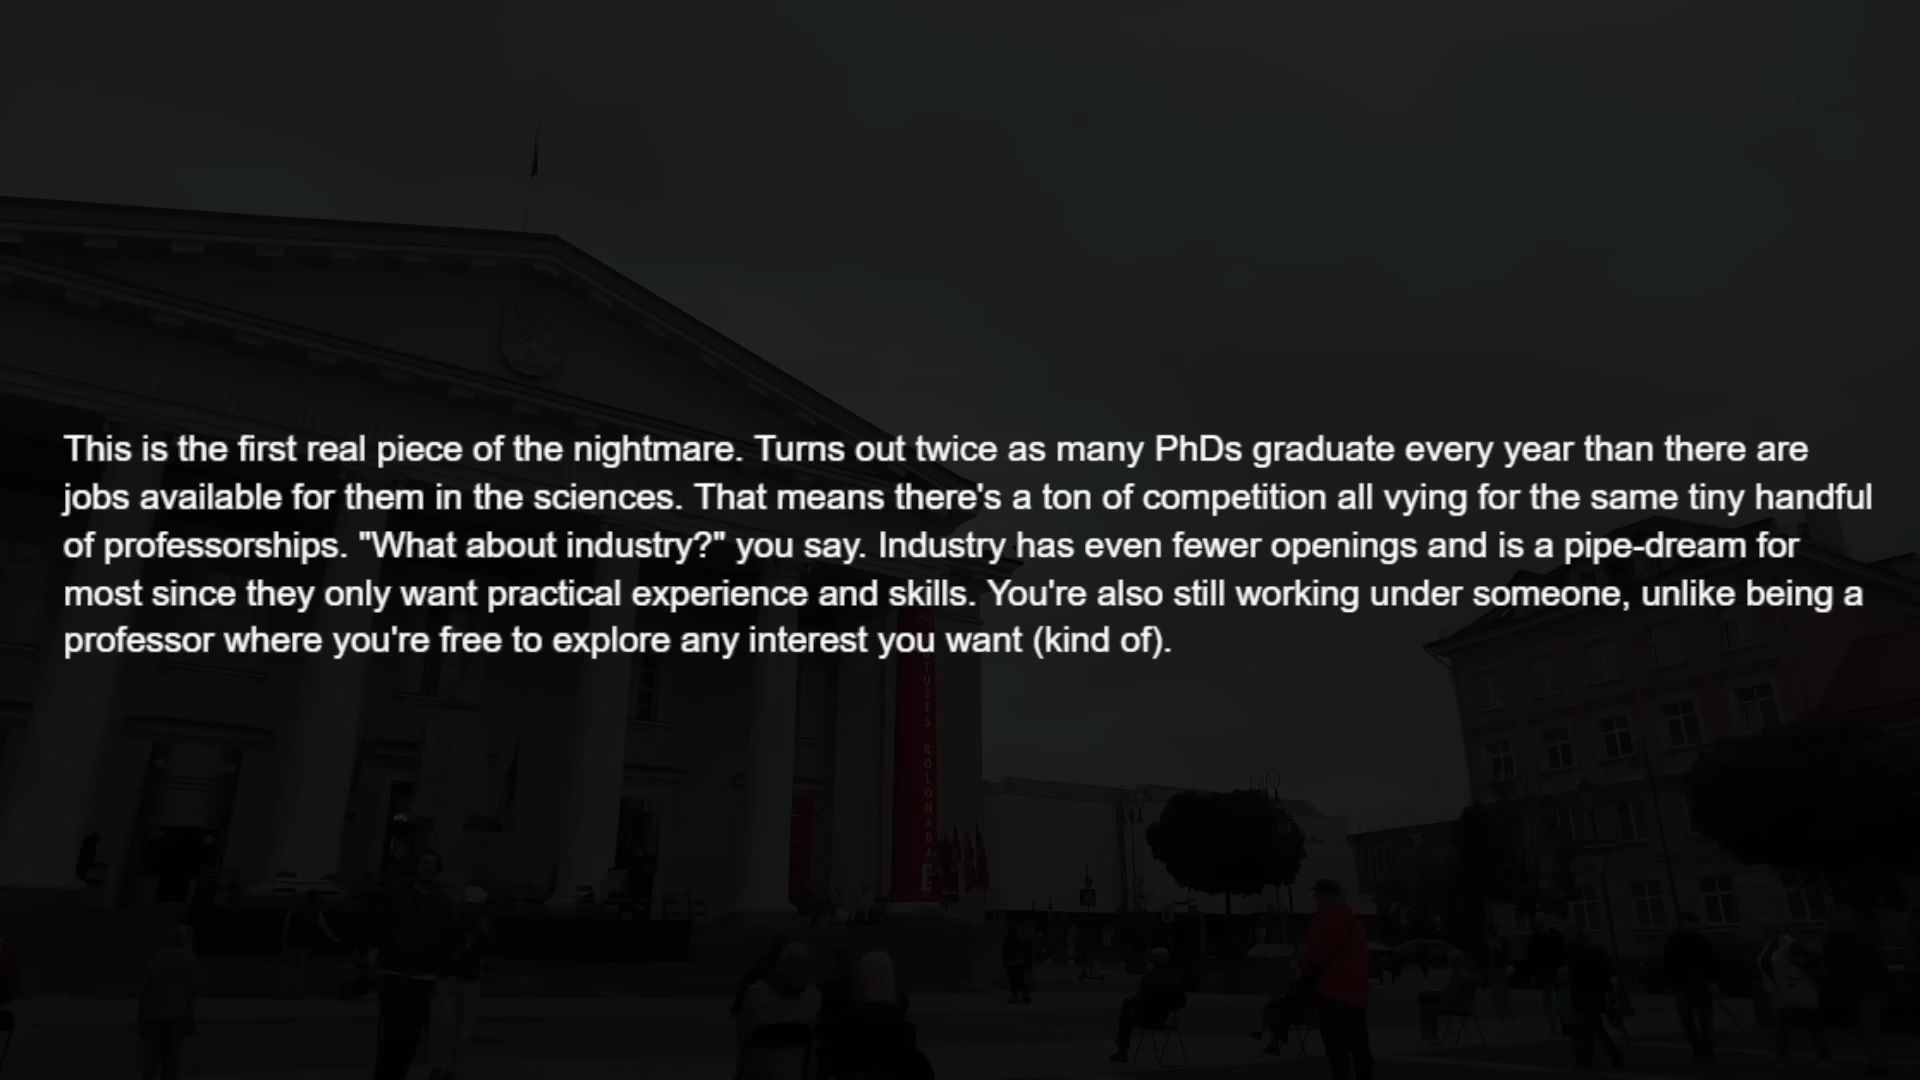 This is the first real piece of the nightmare. Turns out twice as many PhDs graduate every year than there are
jobs available for them in the sciences. That means there's a ton of competition all vying for the same tiny handful
of professorships. "What about industry?" you say. Industry has even fewer openings and is a pipe-dream for
most since they only want practical experience and skills. You're also still working under someone, unlike being a
professor where you're free to explore any interest you want (kind of).
KOLONADA